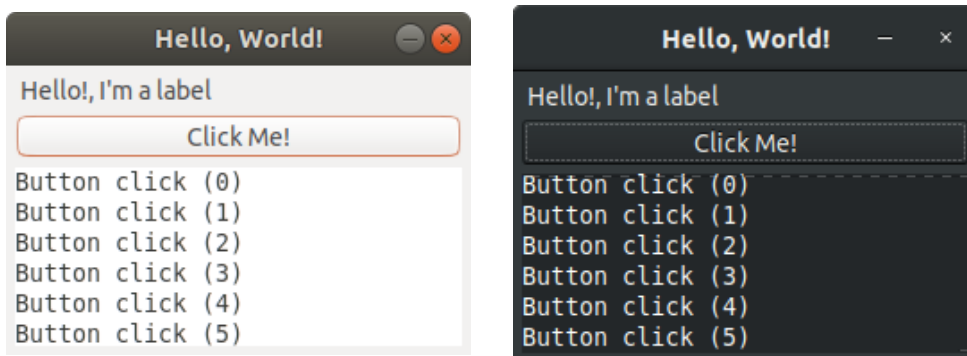 Hello, World!
Hello!, I'm a label
Click Me!
Button click (0)
Button click (1)
Button click (2)
Button click (3)
Button click (4)
Button click (5)
Hello, World!
Hello!, I'm a label
Click Me!
Button click (0)
Button click (1)
Button click (2)
Button click (3)
Button click (4)
Button click (5)